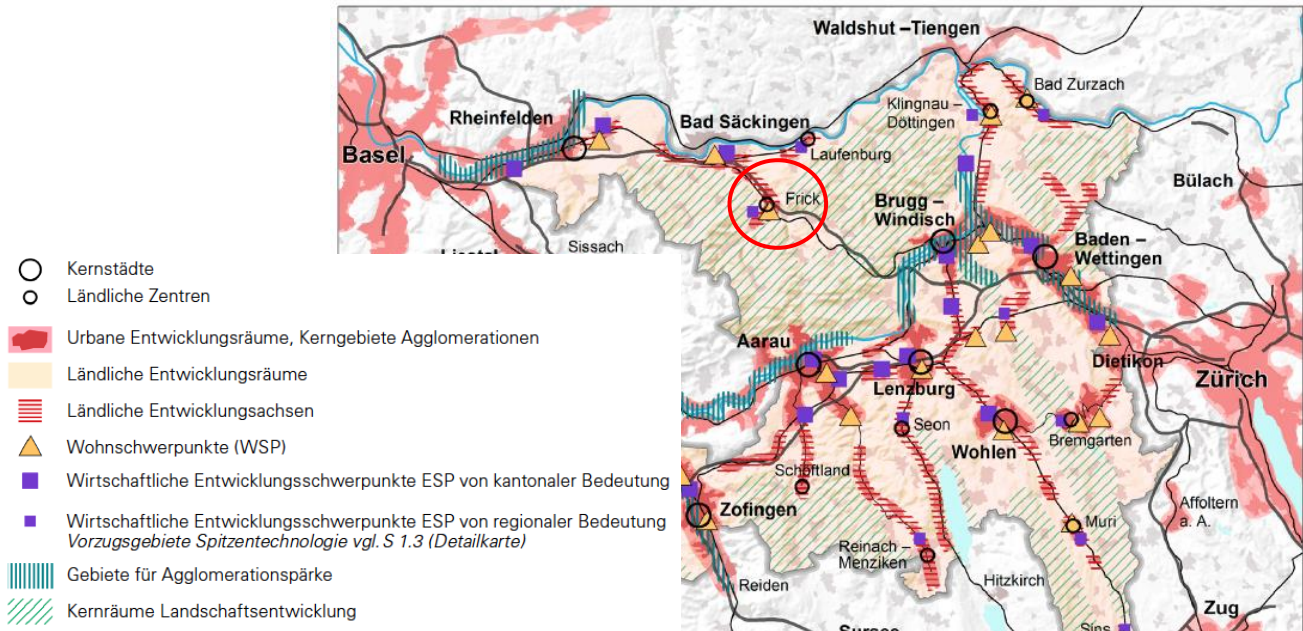 Waldshut –Tiengen
Bad Zurzach
Klingnau –
Döttingen
Rheinfelden
Bad Säckingen
Basel
Laufenburg
Bülach
Frick
Brugg –
Windisch
Baden –
Wettingen
Sissach
Kernstädte
Ländliche Zentren
Urbane Entwicklungsräume, Kerngebiete Agglomerationen
Ländliche Entwicklungsräume
Ländliche Entwicklungsachsen
Wohnschwerpunkte (WSP)
Wirtschaftliche Entwicklungsschwerpunkte ESP von kantonaler Bedeutung
Wirtschaftliche Entwicklungsschwerpunkte ESP von regionaler Bedeutung
Vorzugsgebiete Spitzentechnologie vgl. S 1.3 (Detailkarte)
Gebiete für Agglomerationspärke
Kernräume Landschaftsentwicklung
Aarau
Dietikon
Zürich
Lenzburg
Seon
Bremgarten
Wohlen
Schöftland
Zofingen
Affoltern
a. A.
Muri
Reinach –
Menziken
Hitzkirch
Reiden
Zug
Sins